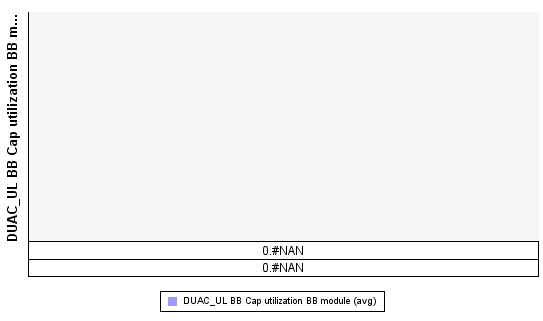 DUAC_UL BB Cap utilization BB m...
0.#NAN
0.#NAN
DUAC_UL BB Cap utilization BB module (avg)